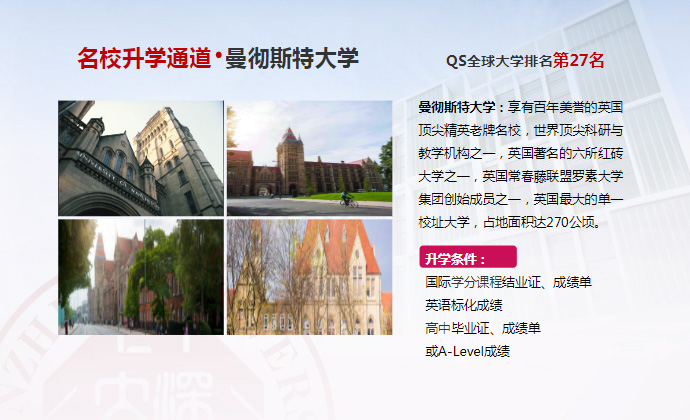 名校升学通道·曼彻斯特大学
QS全球大学排名第27名
曼彻斯特大学：享有百年美誉的英国
顶尖精英老牌名校，世界顶尖科研与
教学机构之一，英国著名的六所红砖
大学之一，英国常春藤联盟罗素大学
集团创始成员之一，英国最大的单一
校址大学，占地面积达270公顷。
升学条件：
国际学分课程结业证、成绩单
英语标化成绩
高中毕业证、成绩单
或A-Level成绩